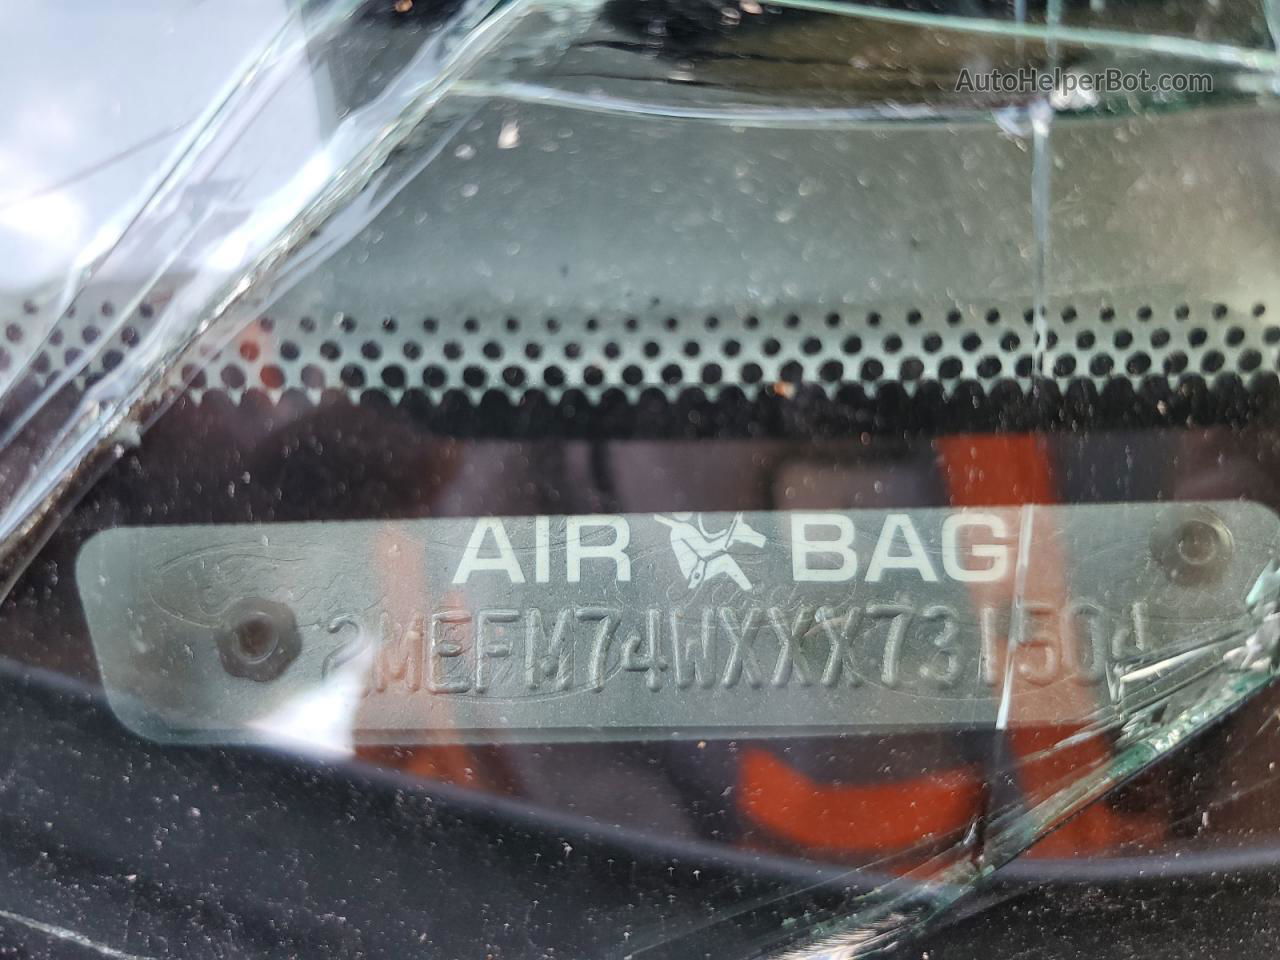 AutoHelperBot.com
AIR BAG
2MEFM74WXXX731504